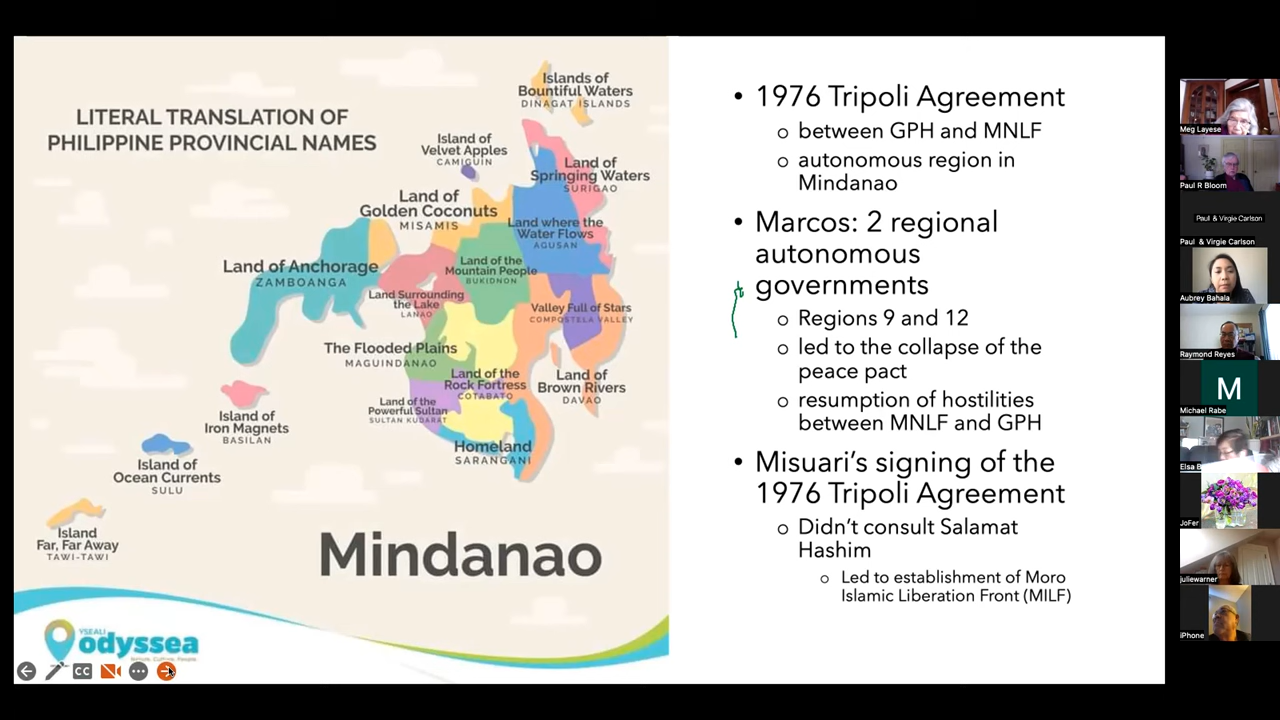 LITERAL TRANSLATION OF
PHILIPPINE PROVINCIAL NAMES
Islands of
Bountiful Waters
DINAGAT ISLANDS
Island of
Velvet Apples
CAMIGUIN
Land of
Springing Waters
SURIGAO
Land of
Golden Coconuts
MISAMIS
Land where the
Water Flows
AGUSAN
Land of Anchorage
ZAMBOANGA
Land of the
Mountain People
BUKIDNON
Land Surrounding
the Lake
LANAO
Valley Full of Stars
COMPOSTELA VALLEY
The Flooded Plains
MAGUINDANAO
Land of the
Rock Fortress
COTABATO
Land of
Brown Rivers
DAVAO
Land of the
Powerful Sultan
SULTAN KUDARAT
Island of
Iron Magnets
BASILAN
Homeland
SARANGANI
Island of
Ocean Currents
SULU
Island
Far, Far Away
TAWI-TAWI
Mindanao
YSEALI
odyssea
CC
• 1976 Tripoli Agreement
o between GPH and MNLF
o autonomous region in
Mindanao
• Marcos: 2 regional
autonomous
governments
o Regions 9 and 12
o led to the collapse of the
peace pact
o resumption of hostilities
between MNLF and GPH
• Misuari’s signing of the
1976 Tripoli Agreement
o Didn’t consult Salamat
Hashim
o Led to establishment of Moro
Islamic Liberation Front (MILF)
Meg Layese
Paul R Bloom
Paul & Virgie Carlson
Paul & Virgie Carlson
Aubrey Bahala
Raymond Reyes
M
Michael Rabe
Elsa B
JoFer
juliewarner
iPhone